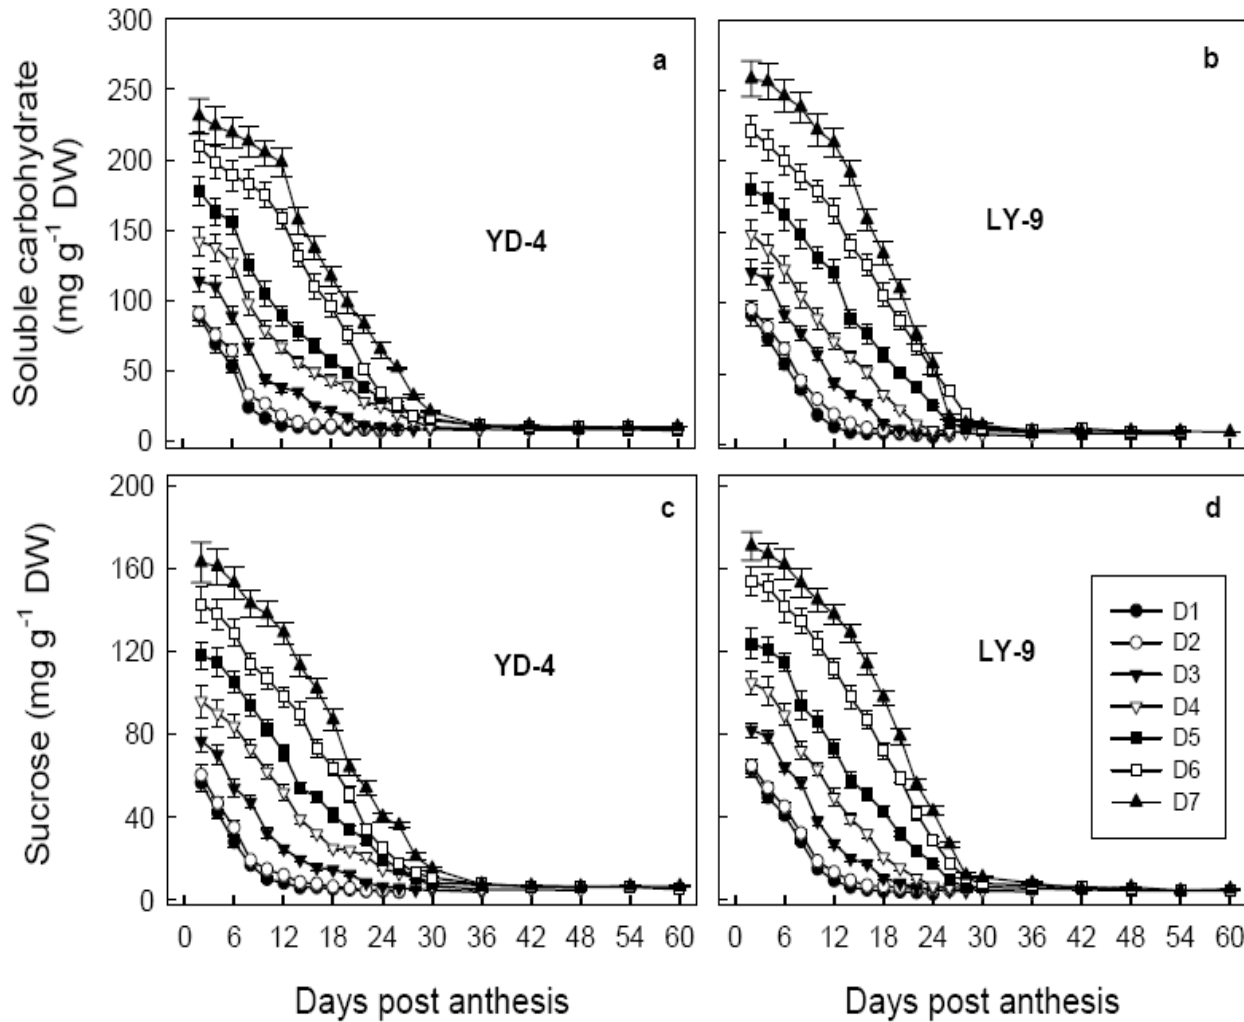 Soluble carbohydrate
(mg g⁻¹ DW)
300
250
200
150
100
50
0
a
YD-4
b
LY-9
Sucrose (mg g⁻¹ DW)
200
160
120
80
40
0
c
YD-4
d
LY-9
D1
D2
D3
D4
D5
D6
D7
0 6 12 18 24 30 36 42 48 54 60
0 6 12 18 24 30 36 42 48 54 60
Days post anthesis
Days post anthesis